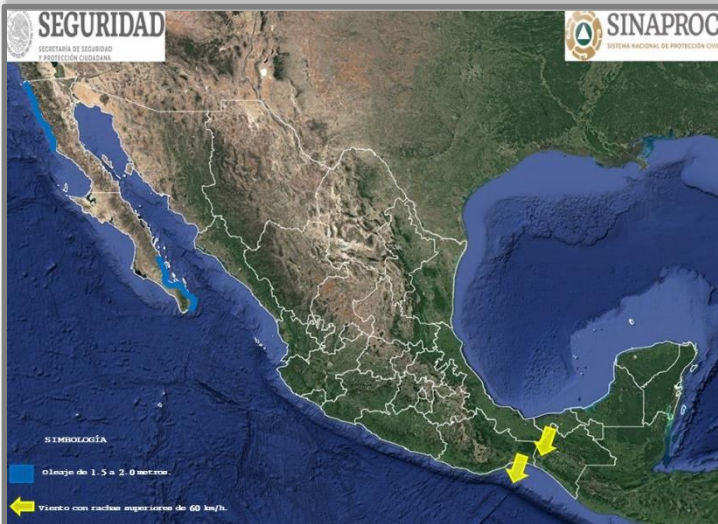 SEGURIDAD
SECRETARÍA DE SEGURIDAD
Y PROTECCIÓN CIUDADANA
SINAPROC
SISTEMA NACIONAL DE PROTECCIÓN CIVI
SIMBOLOGÍA
Oleaje de 1.5 a 2.0 metros.
Viento con rachas superiores de 60 km/h.